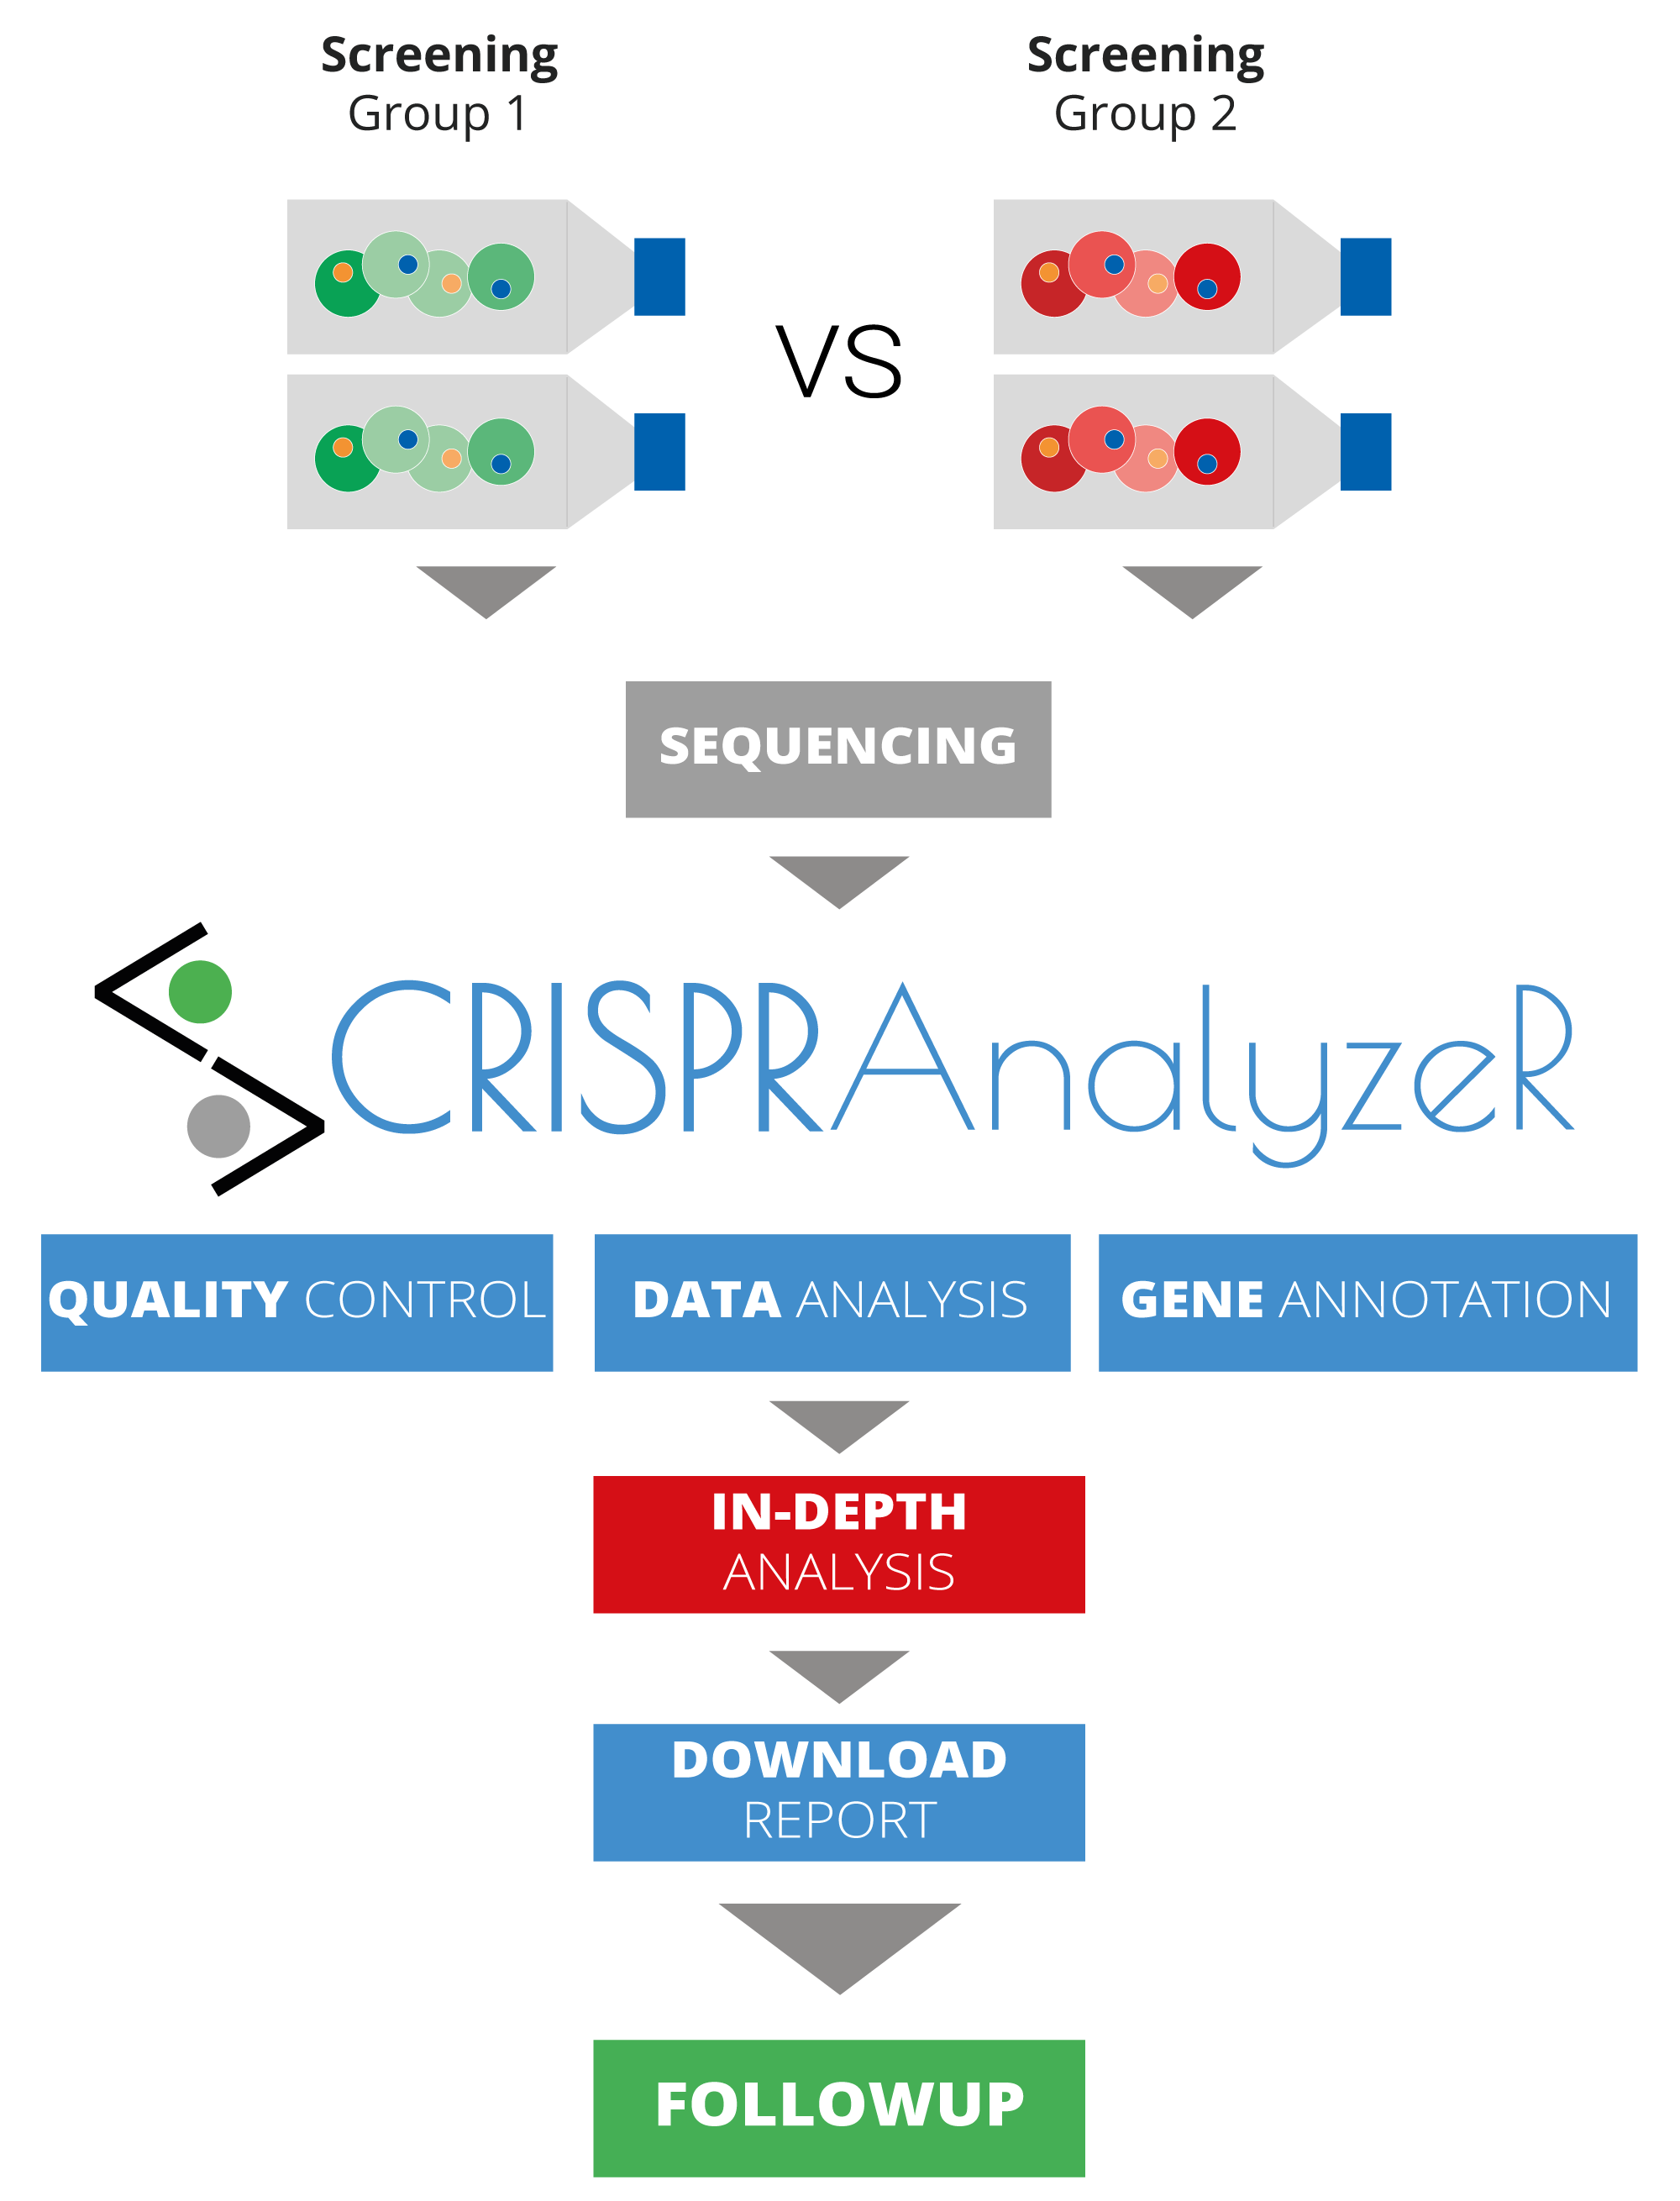 Screening
Group 1
Screening
Group 2
VS
SEQUENCING
CRISPRAnalyzeR
QUALITY CONTROL
DATA ANALYSIS
GENE ANNOTATION
IN-DEPTH
ANALYSIS
DOWNLOAD
REPORT
FOLLOWUP